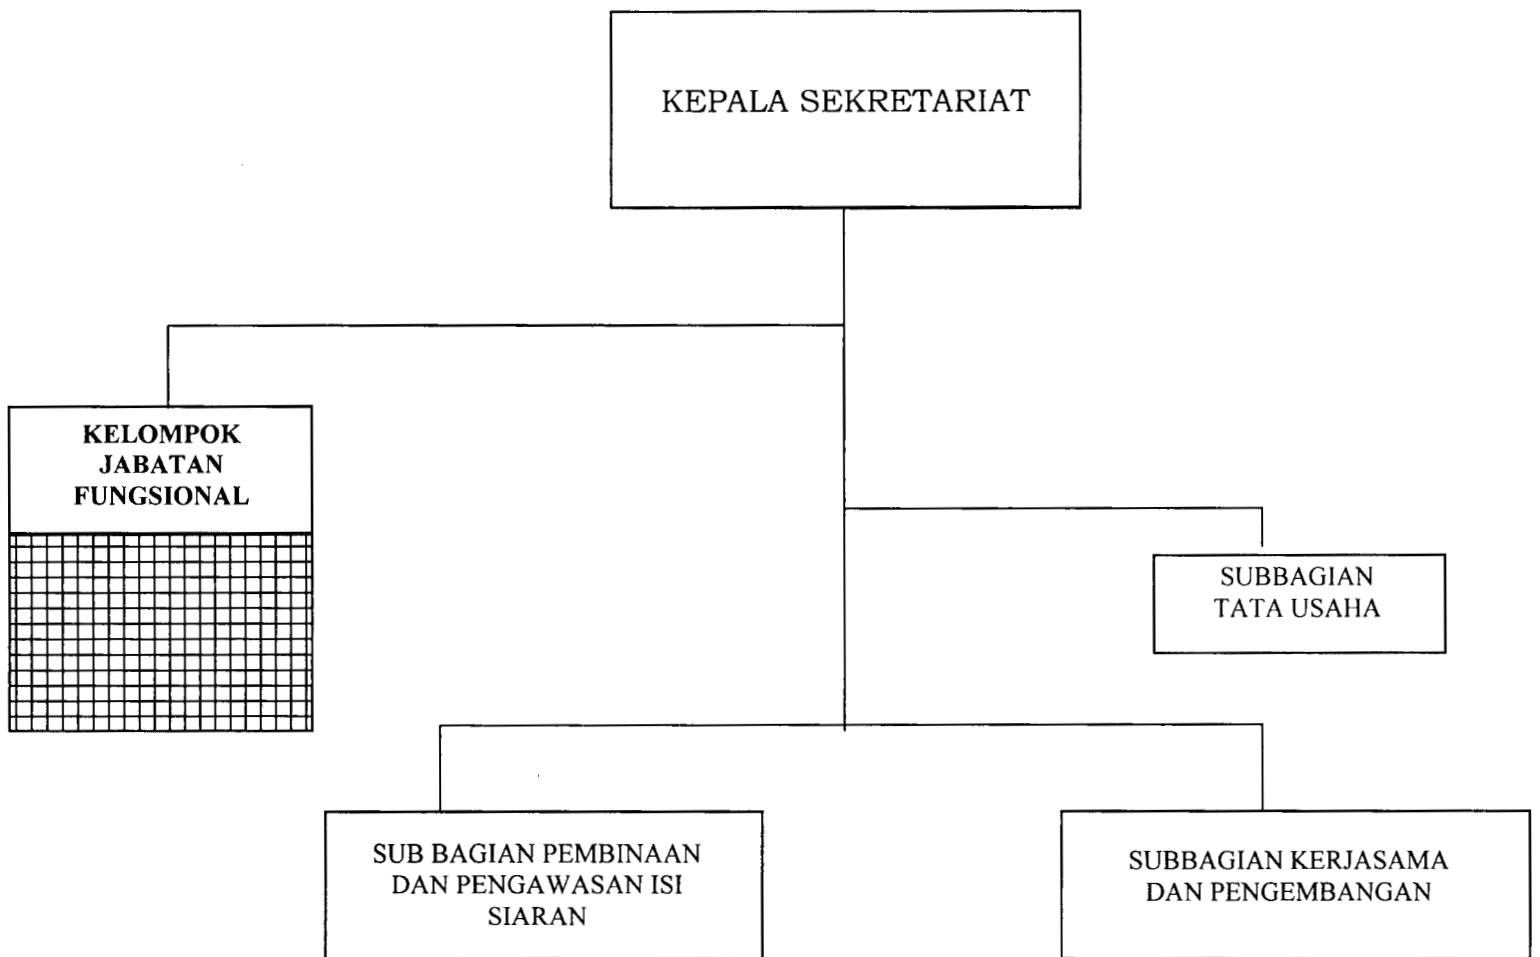 KEPALA SEKRETARIAT
KELOMPOK
JABATAN
FUNGSIONAL
SUBBAGIAN
TATA USAHA
SUB BAGIAN PEMBINAAN
DAN PENGAWASAN ISI
SIARAN
SUBBAGIAN KERJASAMA
DAN PENGEMBANGAN